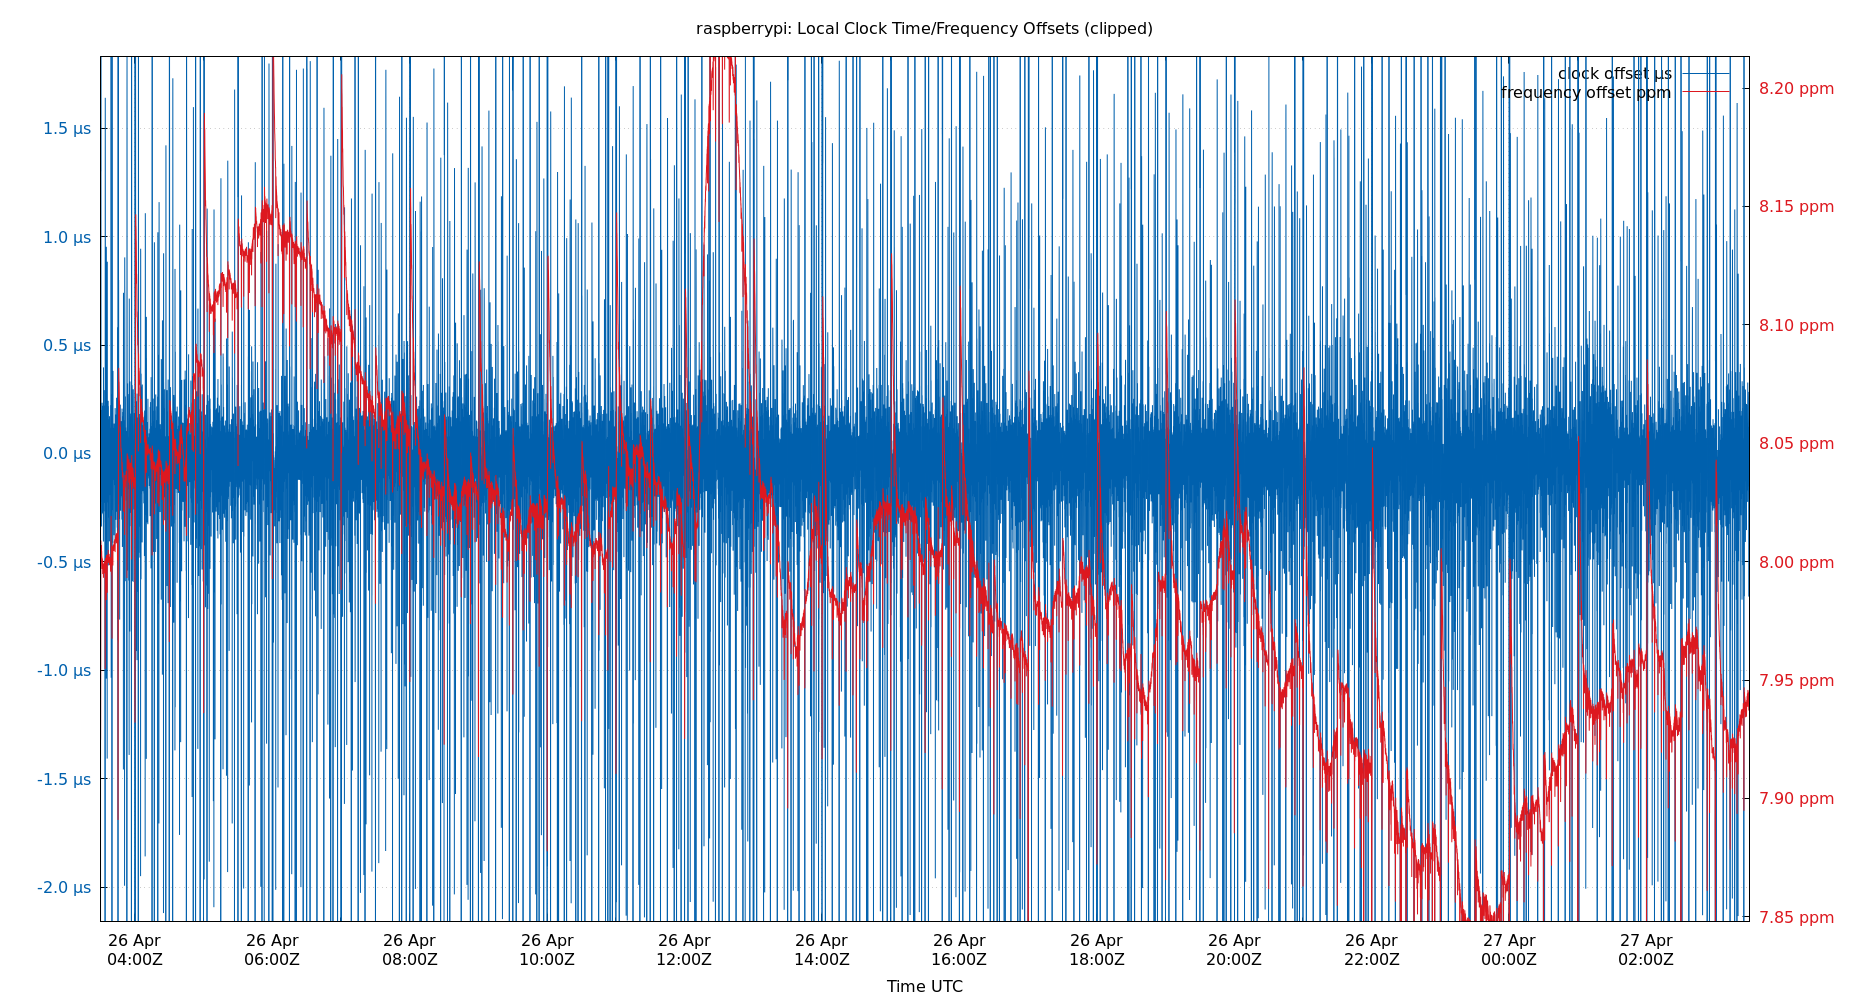 raspberrypi: Local Clock Time/Frequency Offsets (clipped)
clock offset µs
frequency offset ppm
1.5 µs
1.0 µs
0.5 µs
0.0 µs
-0.5 µs
-1.0 µs
-1.5 µs
-2.0 µs
8.20 ppm
8.15 ppm
8.10 ppm
8.05 ppm
8.00 ppm
7.95 ppm
7.90 ppm
7.85 ppm
26 Apr 26 Apr 26 Apr 26 Apr 26 Apr 26 Apr 26 Apr 26 Apr 26 Apr 26 Apr 27 Apr 27 Apr
04:00Z 06:00Z 08:00Z 10:00Z 12:00Z 14:00Z 16:00Z 18:00Z 20:00Z 22:00Z 00:00Z 02:00Z
Time UTC